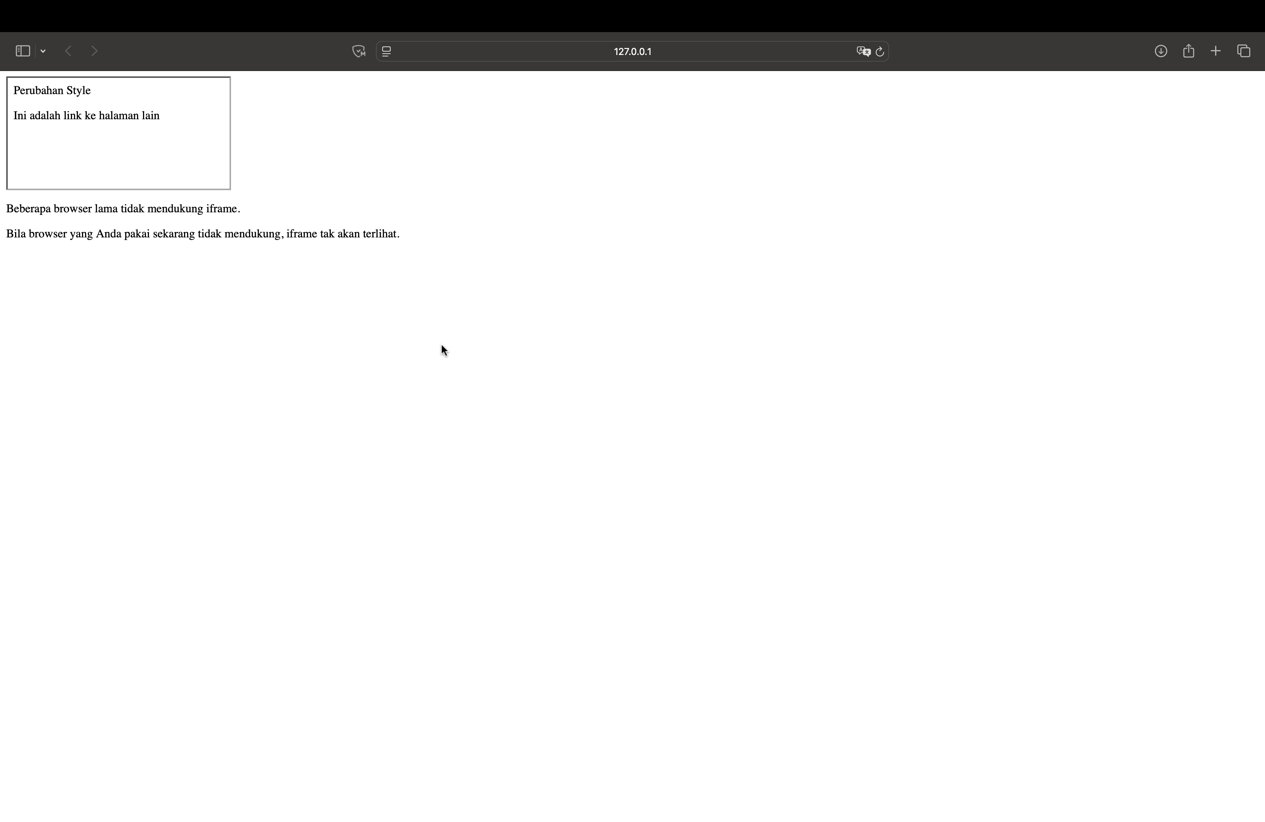 127.0.0.1
Perubahan Style
Ini adalah link ke halaman lain
Beberapa browser lama tidak mendukung iframe.
Bila browser yang Anda pakai sekarang tidak mendukung, iframe tak akan terlihat.